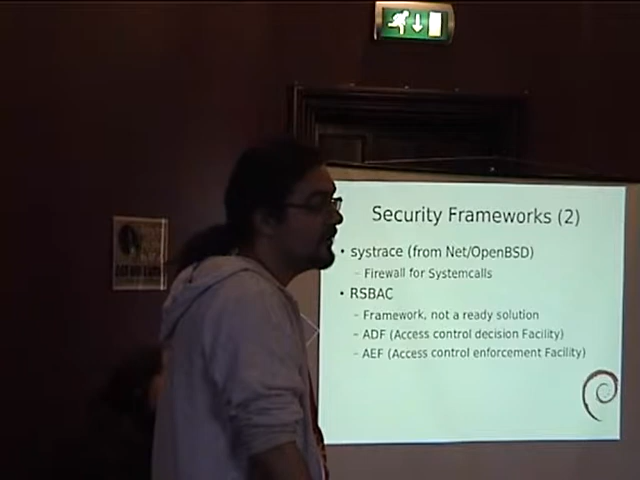 Security Frameworks (2)
• systrace (from Net/OpenBSD)
– Firewall for Systemcalls
• RSBAC
– Framework, not a ready solution
– ADF (Access control decision Facility)
– AEF (Access control enforcement Facility)